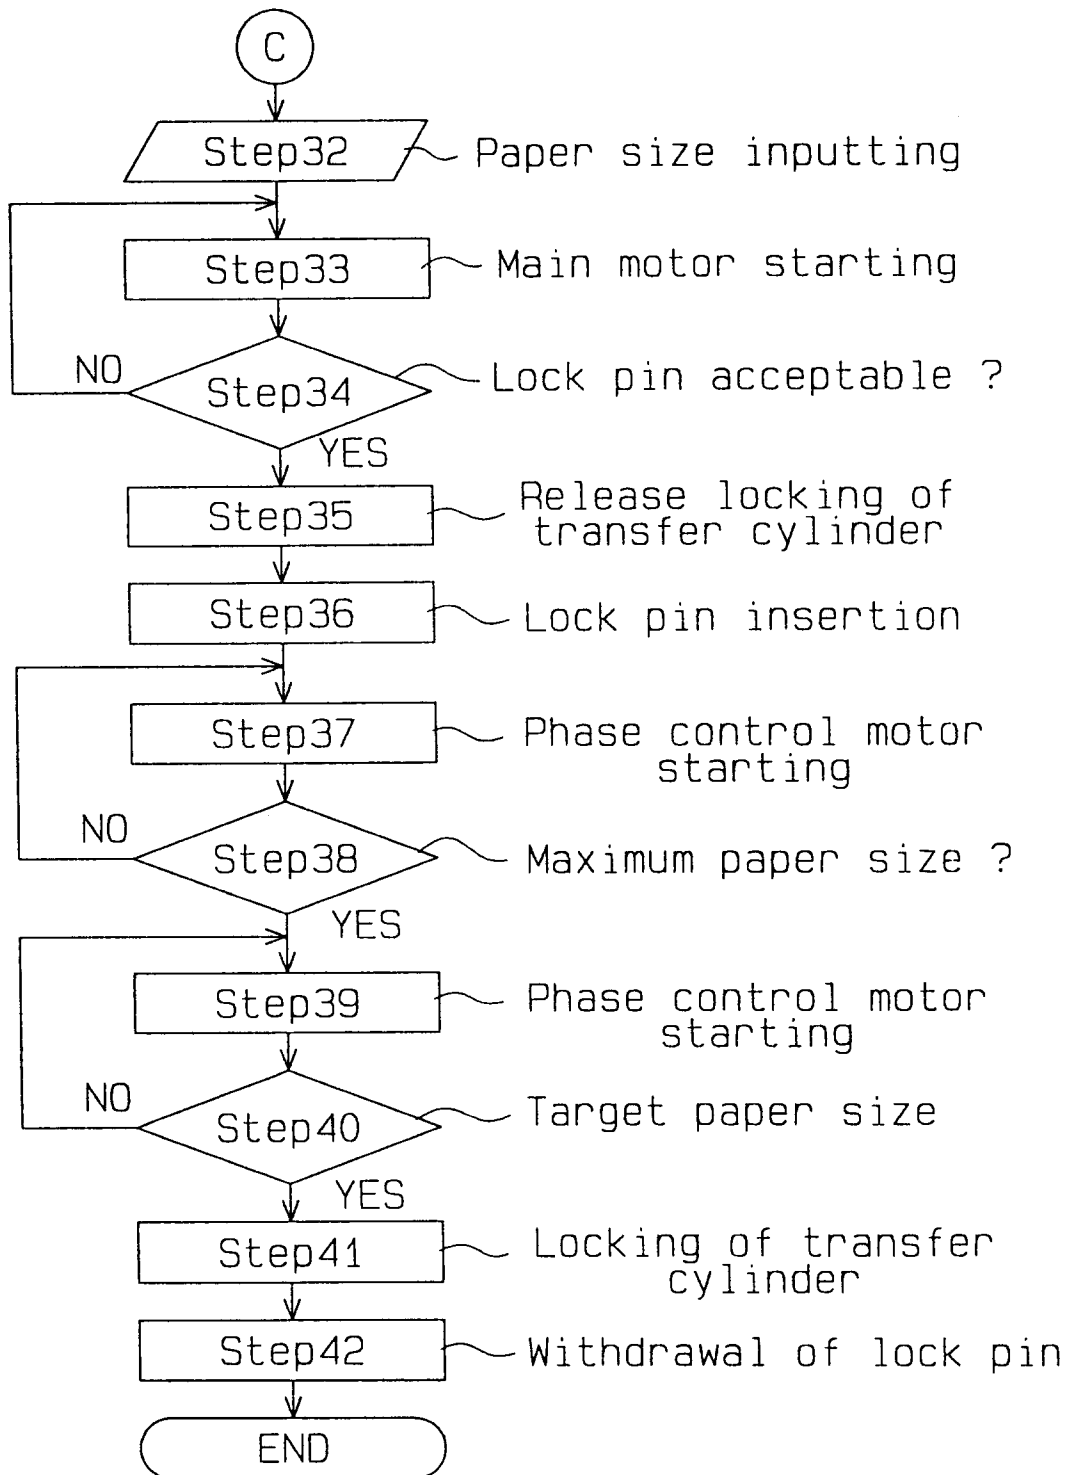 C
Step32
Paper size inputting
Step33
Main motor starting
NO
Step34
Lock pin acceptable ?
YES
Step35
Release locking of
transfer cylinder
Step36
Lock pin insertion
Step37
Phase control motor
starting
NO
Step38
Maximum paper size ?
YES
Step39
Phase control motor
starting
NO
Step40
Target paper size
YES
Step41
Locking of transfer
cylinder
Step42
Withdrawal of lock pin
END